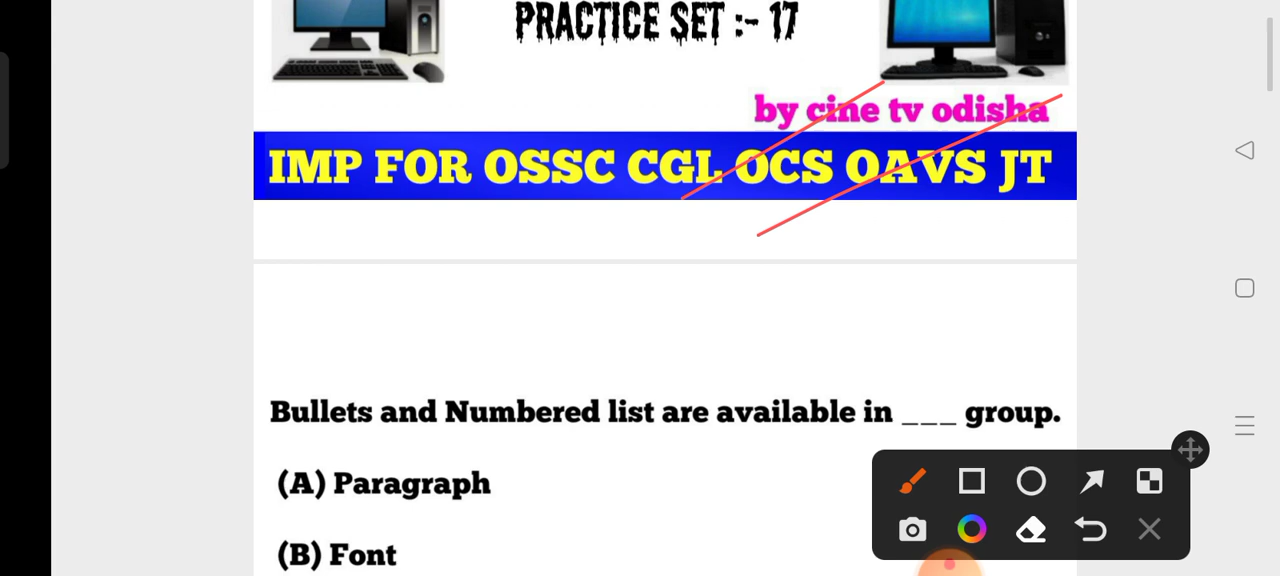 PRACTICE SET :- 17
by cine tv odisha
IMP FOR OSSC CGL OCS OAVS JT
Bullets and Numbered list are available in ___ group.
(A) Paragraph
(B) Font